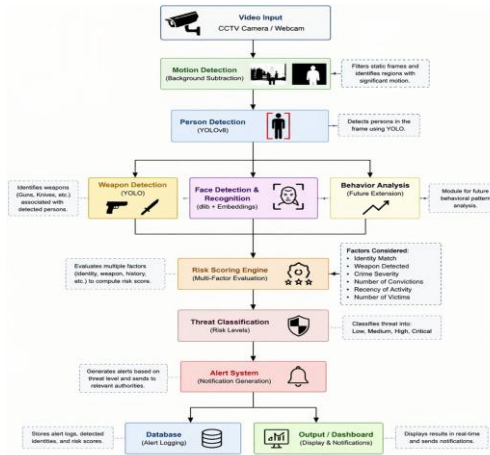 Video Input
CCTV Camera / Webcam
Motion Detection
(Background Subtraction)
Filters static frames and
identifies regions with
significant motion.
Person Detection
(YOLOv8)
Detects persons in the
frame using YOLO.
Identifies weapons
(Guns, Knives, etc.)
associated with
detected persons.
Weapon Detection
(YOLO)
Face Detection &
Recognition
(dlib + Embeddings)
Behavior Analysis
(Future Extension)
Module for future
behavioral pattern
analysis.
Evaluates multiple factors
(identity, weapon, history,
etc.) to compute risk score.
Risk Scoring Engine
(Multi-Factor Evaluation)
Factors Considered:
• Identity Match
• Weapon Detected
• Crime Severity
• Number of Convictions
• Recency of Activity
• Number of Victims
Threat Classification
(Risk Levels)
Classifies threat into:
Low, Medium, High, Critical
Generates alerts based on
threat level and sends to
relevant authorities.
Alert System
(Notification Generation)
Stores alert logs, detected
identities, and risk scores.
Database
(Alert Logging)
Output / Dashboard
(Display & Notifications)
Displays results in real-time
and sends notifications.